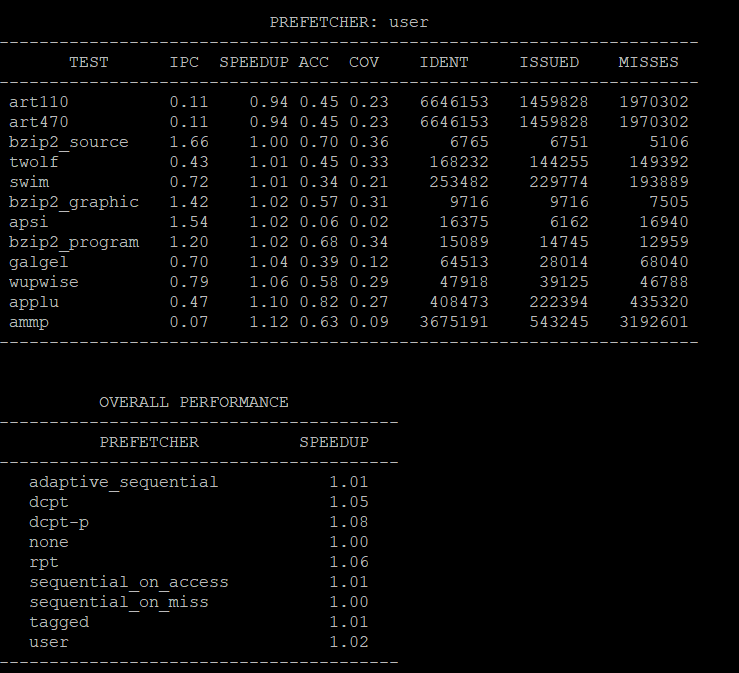 PREFETCHER: user
----------------------------------------------------------------------
TEST IPC SPEEDUP ACC COV IDENT ISSUED MISSES
----------------------------------------------------------------------
art110 0.11 0.94 0.45 0.23 6646153 1459828 1970302
art470 0.11 0.94 0.45 0.23 6646153 1459828 1970302
bzip2_source 1.66 1.00 0.70 0.36 6765 6751 5106
twolf 0.43 1.01 0.45 0.33 168232 144255 149392
swim 0.72 1.01 0.34 0.21 253482 229774 193889
bzip2_graphic 1.42 1.02 0.57 0.31 9716 9716 7505
apsi 1.54 1.02 0.06 0.02 16375 6162 16940
bzip2_program 1.20 1.02 0.68 0.34 15089 14745 12959
galgel 0.70 1.04 0.39 0.12 64513 28014 68040
wupwise 0.79 1.06 0.58 0.29 47918 39125 46788
applu 0.47 1.10 0.82 0.27 408473 222394 435320
ammp 0.07 1.12 0.63 0.09 3675191 543245 3192601
----------------------------------------------------------------------
OVERALL PERFORMANCE
----------------------------------------
PREFETCHER SPEEDUP
----------------------------------------
adaptive_sequential 1.01
dcpt 1.05
dcpt-p 1.08
none 1.00
rpt 1.06
sequential_on_access 1.01
sequential_on_miss 1.00
tagged 1.01
user 1.02
----------------------------------------